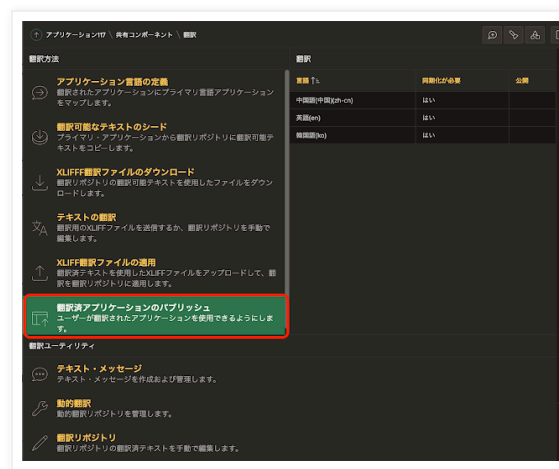 アプリケーション117 \ 共有コンポーネント \ 翻訳
翻訳方法
アプリケーション言語の定義
翻訳されたアプリケーションにプライマリ言語アプリケーション
をマップします。
翻訳可能なテキストのシード
プライマリ・アプリケーションから翻訳リポジトリに翻訳可能テ
キストをコピーします。
XLIFFF翻訳ファイルのダウンロード
翻訳リポジトリの翻訳可能テキストを使用したファイルをダウン
ロードします。
テキストの翻訳
翻訳用のXLIFFファイルを送信するか、翻訳リポジトリを手動で
編集します。
XLIFF翻訳ファイルの適用
翻訳済テキストを使用したXLIFFファイルをアップロードして、翻
訳を翻訳リポジトリに適用します。
翻訳済アプリケーションのパブリッシュ
ユーザーが翻訳されたアプリケーションを使用できるようにしま
す。
翻訳ユーティリティ
テキスト・メッセージ
テキスト・メッセージを作成および管理します。
動的翻訳
動的翻訳リポジトリを管理します。
翻訳リポジトリ
翻訳リポジトリの翻訳済テキストを手動で編集します。
翻訳
言語 同期化が必要 公開
中国語(中国)(zh-cn) はい
英語(en) はい
韓国語(ko) はい